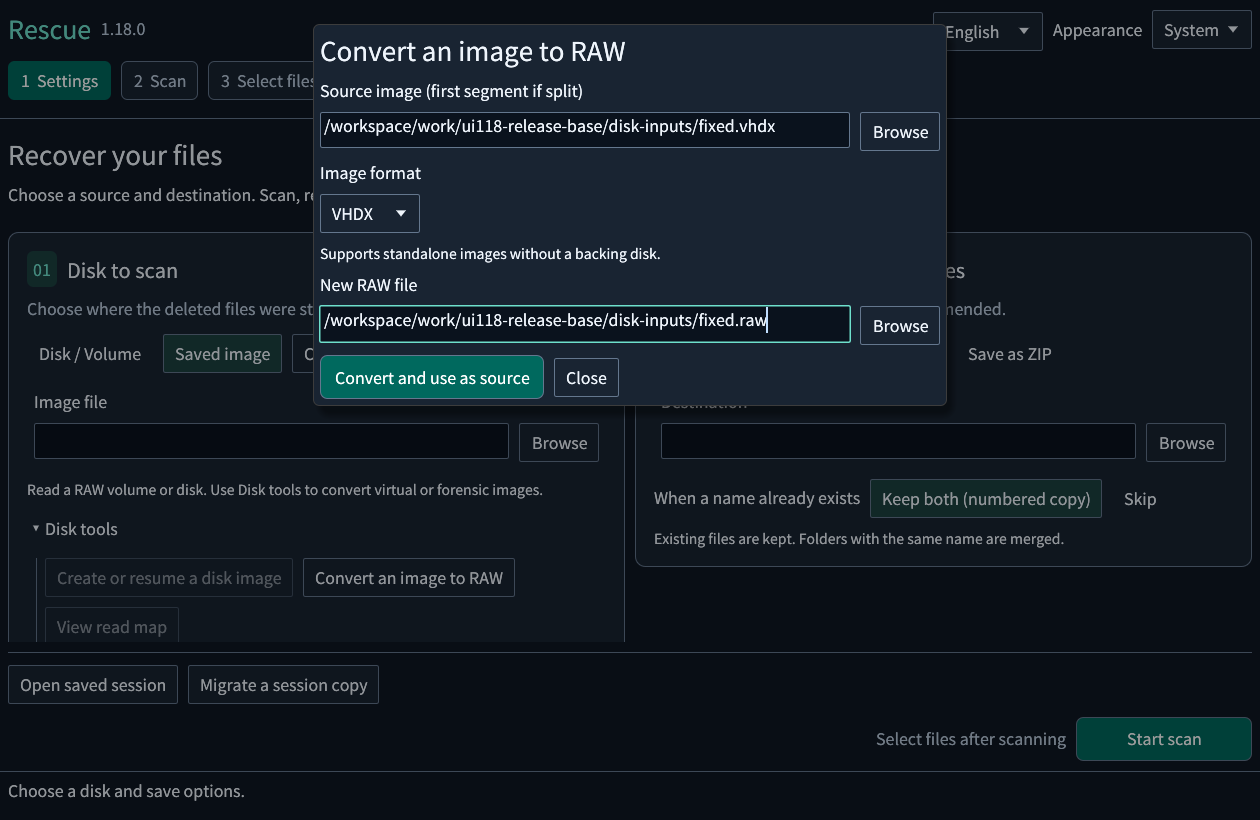 Rescue 1.18.0
English Appearance System
1 Settings 2 Scan 3 Select files
Recover your files
Choose a source and destination. Scan,
Convert an image to RAW
Source image (first segment if split)
/workspace/work/ui118-release-base/disk-inputs/fixed.vhdx Browse
Image format
VHDX
Supports standalone images without a backing disk.
New RAW file
/workspace/work/ui118-release-base/disk-inputs/fixed.raw Browse
Convert and use as source Close
01 Disk to scan
Choose where the deleted files were
Disk / Volume Saved image
Image file
Browse
Read a RAW volume or disk. Use Disk tools to convert virtual or forensic images.
Disk tools
Create or resume a disk image Convert an image to RAW
View read map
Save as ZIP
Destination
Browse
When a name already exists Keep both (numbered copy) Skip
Existing files are kept. Folders with the same name are merged.
Open saved session Migrate a session copy
Select files after scanning Start scan
Choose a disk and save options.